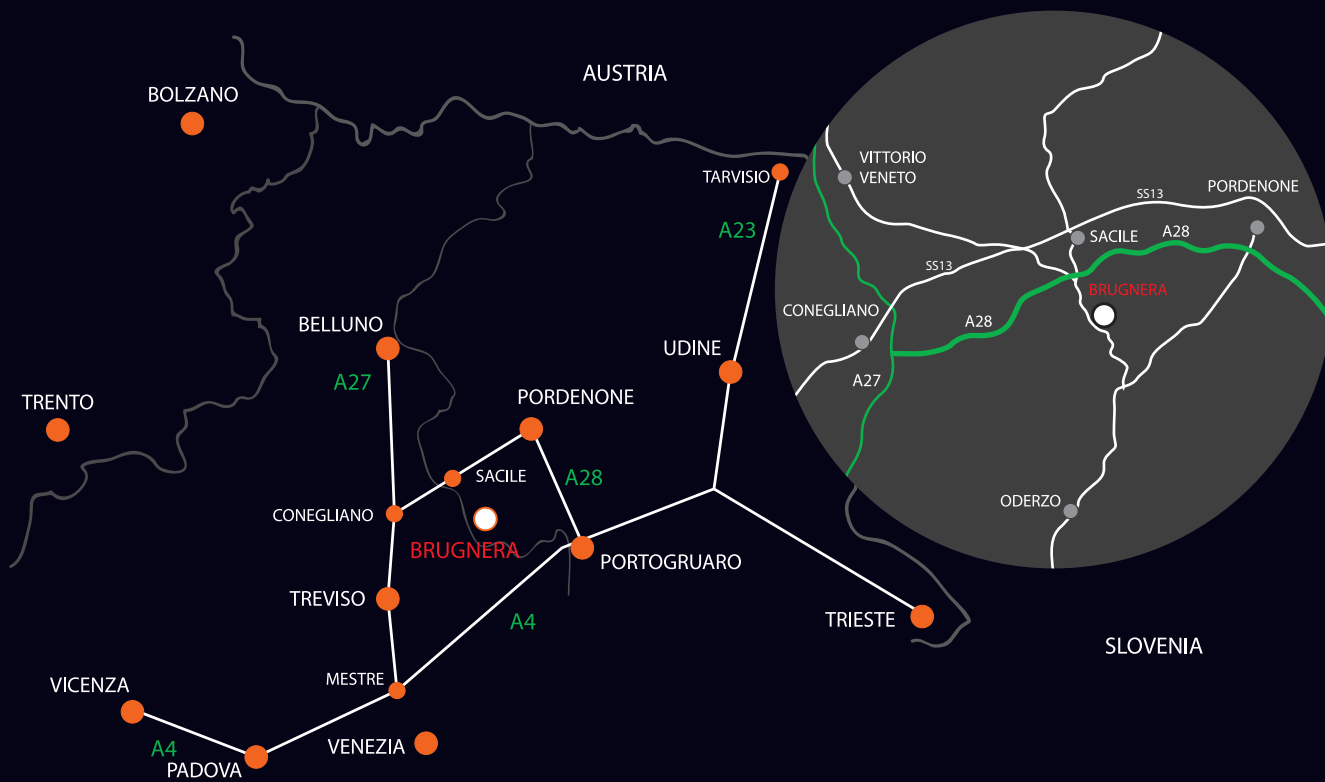 AUSTRIA
BOLZANO
TARVISIO
A23
BELLUNO
A27
UDINE
TRENTO
PORDENONE
SACILE
A28
CONEGLIANO
BRUGNERA
PORTOGRUARO
TREVISO
A4
TRIESTE
SLOVENIA
MESTRE
VICENZA
A4
PADOVA
VENEZIA
VITTORIO
VENETO
SS13
PORDENONE
SACILE
A28
SS13
BRUGNERA
CONEGLIANO
A28
A27
ODERZO